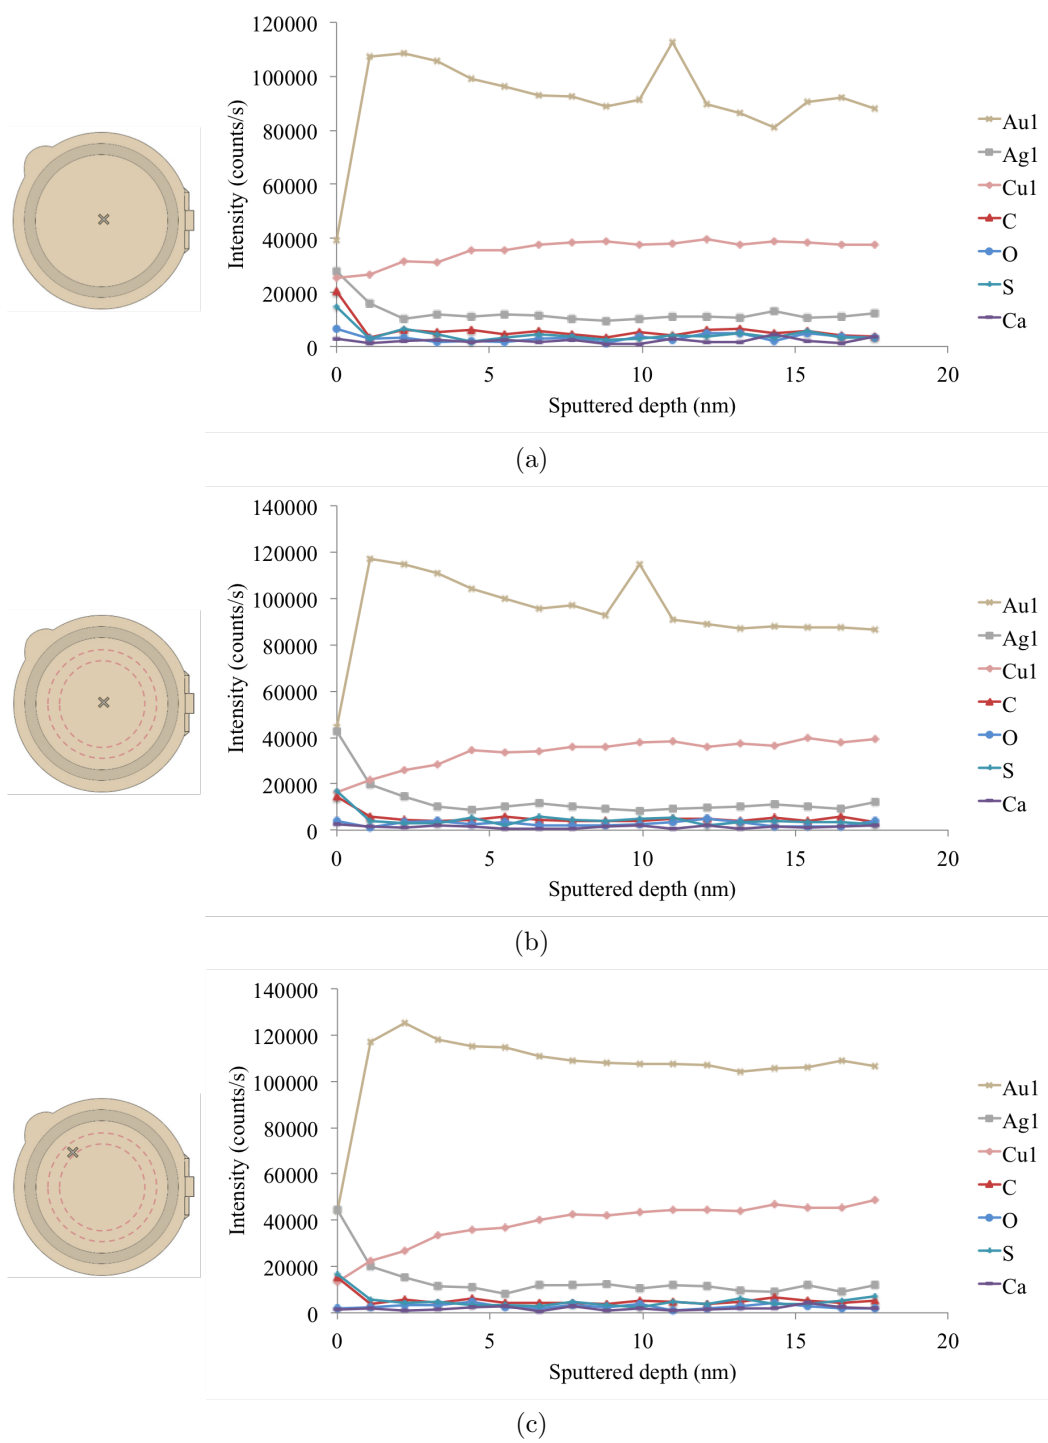 120000
100000
80000
60000
40000
20000
0
Intensity (counts/s)
0 5 10 15 20
Sputtered depth (nm)
Au1
Ag1
Cu1
C
O
S
Ca
(a)
140000
120000
100000
80000
60000
40000
20000
0
Intensity (counts/s)
0 5 10 15 20
Sputtered depth (nm)
Au1
Ag1
Cu1
C
O
S
Ca
(b)
140000
120000
100000
80000
60000
40000
20000
0
Intensity (counts/s)
0 5 10 15 20
Sputtered depth (nm)
Au1
Ag1
Cu1
C
O
S
Ca
(c)